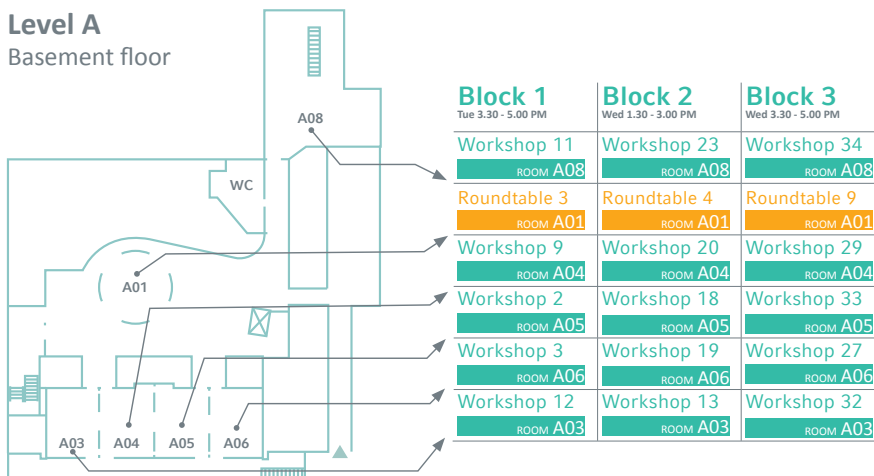 Level A
Basement floor
A08
WC
A01
A03
A04
A05
A06
Block 1
Tue 3.30 - 5.00 PM
Block 2
Wed 1.30 - 3.00 PM
Block 3
Wed 3.30 - 5.00 PM
Workshop 11
ROOM A08
Workshop 23
ROOM A08
Workshop 34
ROOM A08
Roundtable 3
ROOM A01
Roundtable 4
ROOM A01
Roundtable 9
ROOM A01
Workshop 9
ROOM A04
Workshop 20
ROOM A04
Workshop 29
ROOM A04
Workshop 2
ROOM A05
Workshop 18
ROOM A05
Workshop 33
ROOM A05
Workshop 3
ROOM A06
Workshop 19
ROOM A06
Workshop 27
ROOM A06
Workshop 12
ROOM A03
Workshop 13
ROOM A03
Workshop 32
ROOM A03